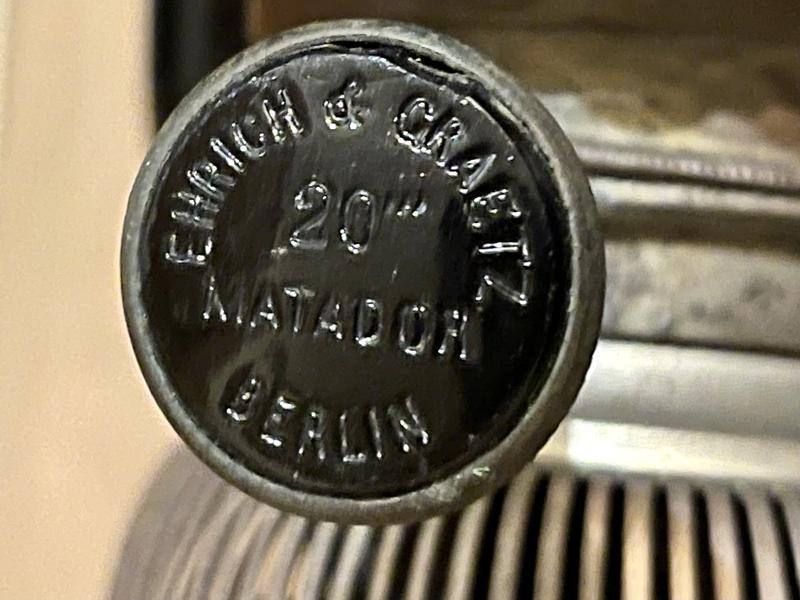 EHRICH & GRAETZ
20'''
MATADOR
BERLIN